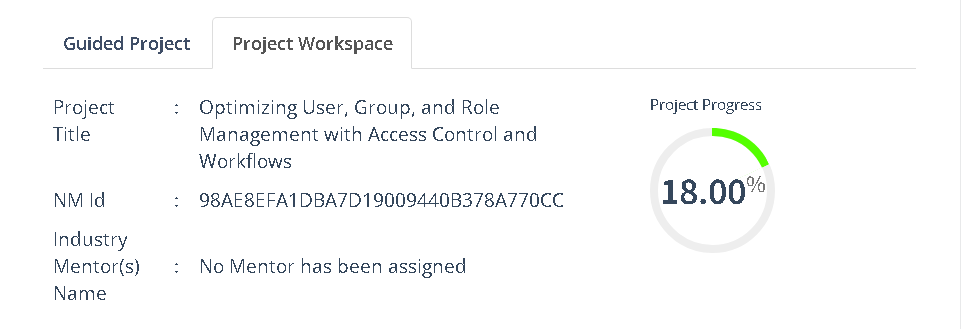 Guided Project
Project Workspace
Project Title : Optimizing User, Group, and Role
Management with Access Control and
Workflows
NM Id : 98AE8EFA1DBA7D19009440B378A770CC
Industry Mentor(s) Name : No Mentor has been assigned
Project Progress
18.00%